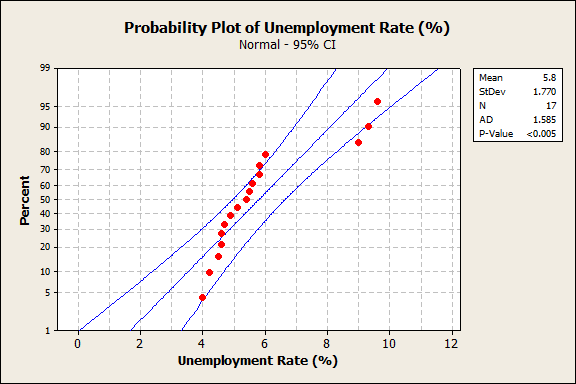 Probability Plot of Unemployment Rate (%)
Normal - 95% CI
99
95
90
80
70
60
50
40
30
20
10
5
1
Percent
0 2 4 6 8 10 12
Unemployment Rate (%)
Mean 5.8
StDev 1.770
N 17
AD 1.585
P-Value <0.005